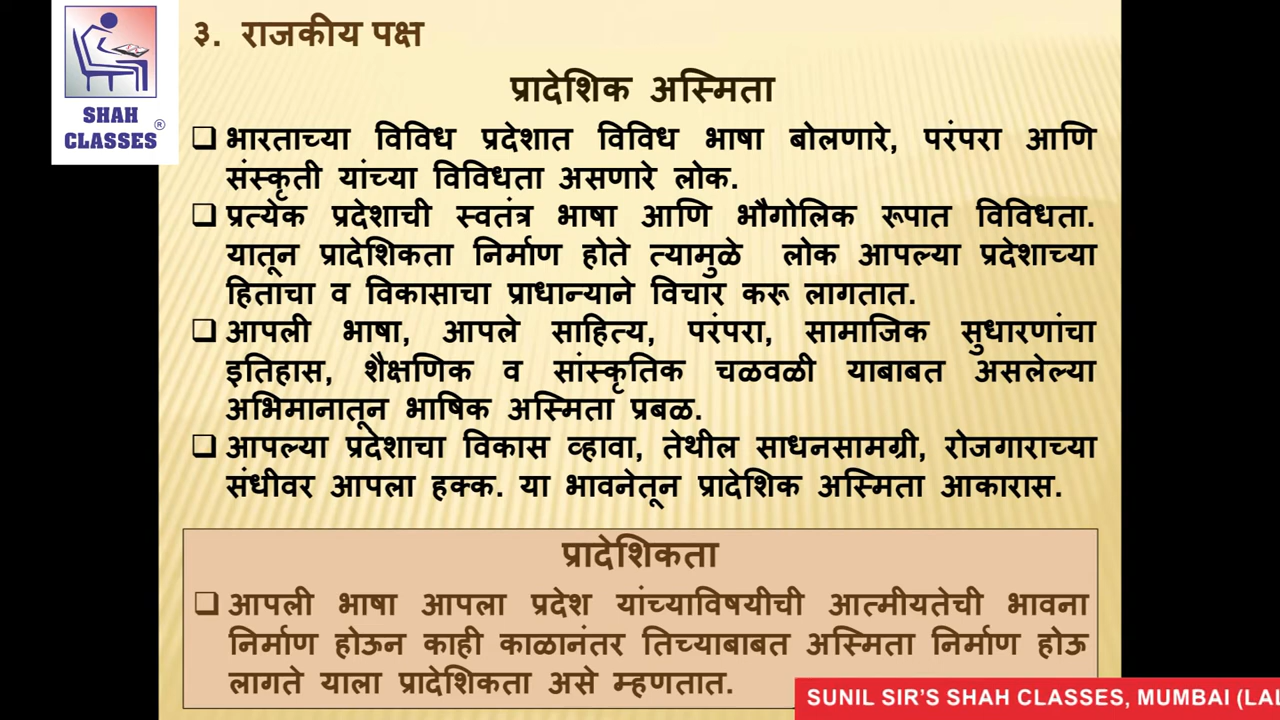 ३. राजकीय पक्ष
SHAH
CLASSES®
प्रादेशिक अस्मिता
❑ भारताच्या विविध प्रदेशात विविध भाषा बोलणारे, परंपरा आणि
संस्कृती यांच्या विविधता असणारे लोक.
❑ प्रत्येक प्रदेशाची स्वतंत्र भाषा आणि भौगोलिक रूपात विविधता.
यातून प्रादेशिकता निर्माण होते त्यामुळे लोक आपल्या प्रदेशाच्या
हिताचा व विकासाचा प्राधान्याने विचार करू लागतात.
❑ आपली भाषा, आपले साहित्य, परंपरा, सामाजिक सुधारणांचा
इतिहास, शैक्षणिक व सांस्कृतिक चळवळी याबाबत असलेल्या
अभिमानातून भाषिक अस्मिता प्रबळ.
❑ आपल्या प्रदेशाचा विकास व्हावा, तेथील साधनसामग्री, रोजगाराच्या
संधीवर आपला हक्क. या भावनेतून प्रादेशिक अस्मिता आकारास.
प्रादेशिकता
❑ आपली भाषा आपला प्रदेश यांच्याविषयीची आत्मीयतेची भावना
निर्माण होऊन काही काळानंतर तिच्याबाबत अस्मिता निर्माण होऊ
लागते याला प्रादेशिकता असे म्हणतात.
SUNIL SIR'S SHAH CLASSES, MUMBAI (LAL